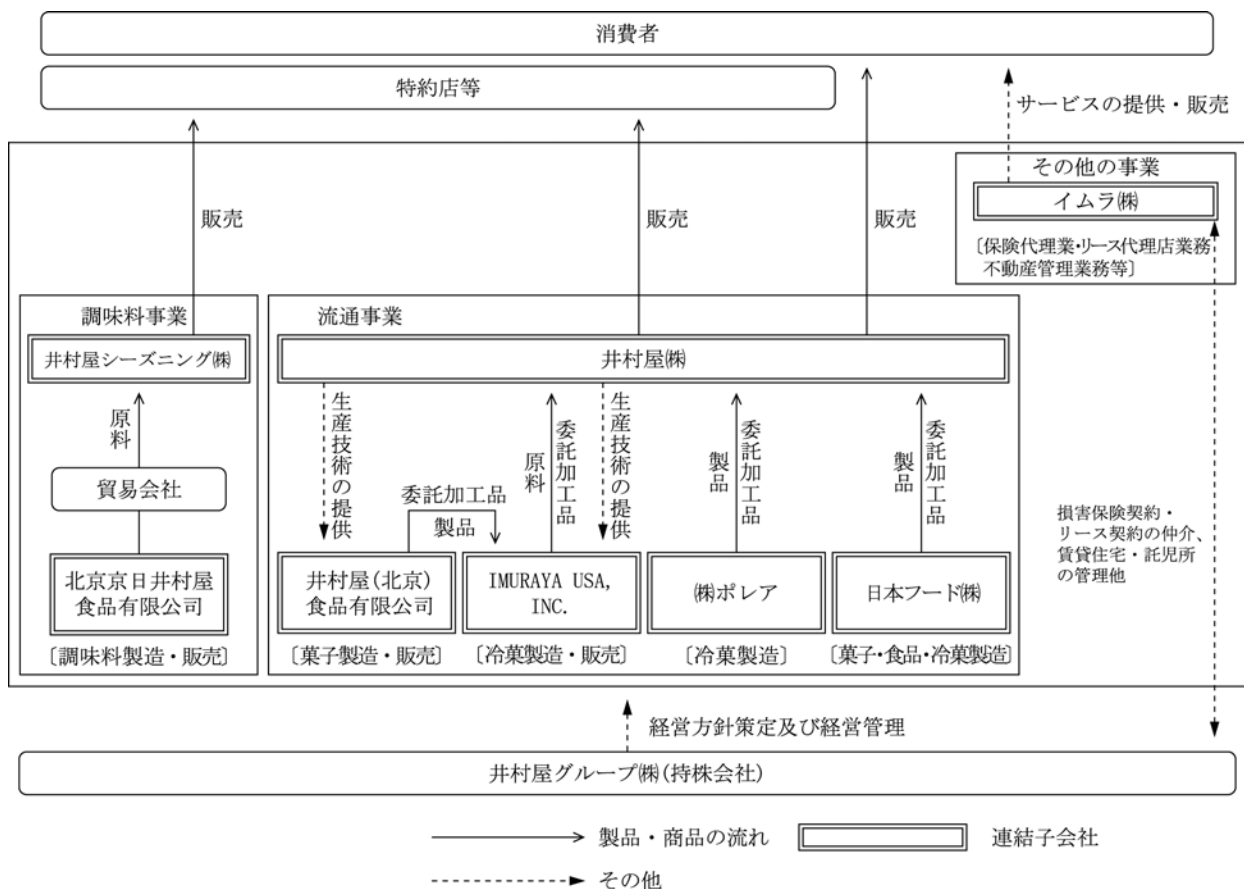 消費者
特約店等
サービスの提供・販売
その他の事業
イムラ㈱
〔保険代理業・リース代理店業務
不動産管理業務等〕
販売
販売
販売
調味料事業
井村屋シーズニング㈱
原料
貿易会社
北京京日井村屋
食品有限公司
〔調味料製造・販売〕
流通事業
井村屋㈱
生産技術の提供
委託加工品
製品
委託加工品
原料
生産技術の提供
委託加工品
製品
委託加工品
製品
井村屋(北京)
食品有限公司
〔菓子製造・販売〕
IMURAYA USA,
INC.
〔冷菓製造・販売〕
㈱ポレア
〔冷菓製造〕
日本フード㈱
〔菓子・食品・冷菓製造〕
損害保険契約・
リース契約の仲介、
賃貸住宅・託児所
の管理他
経営方針策定及び経営管理
井村屋グループ㈱(持株会社)
製品・商品の流れ
連結子会社
その他